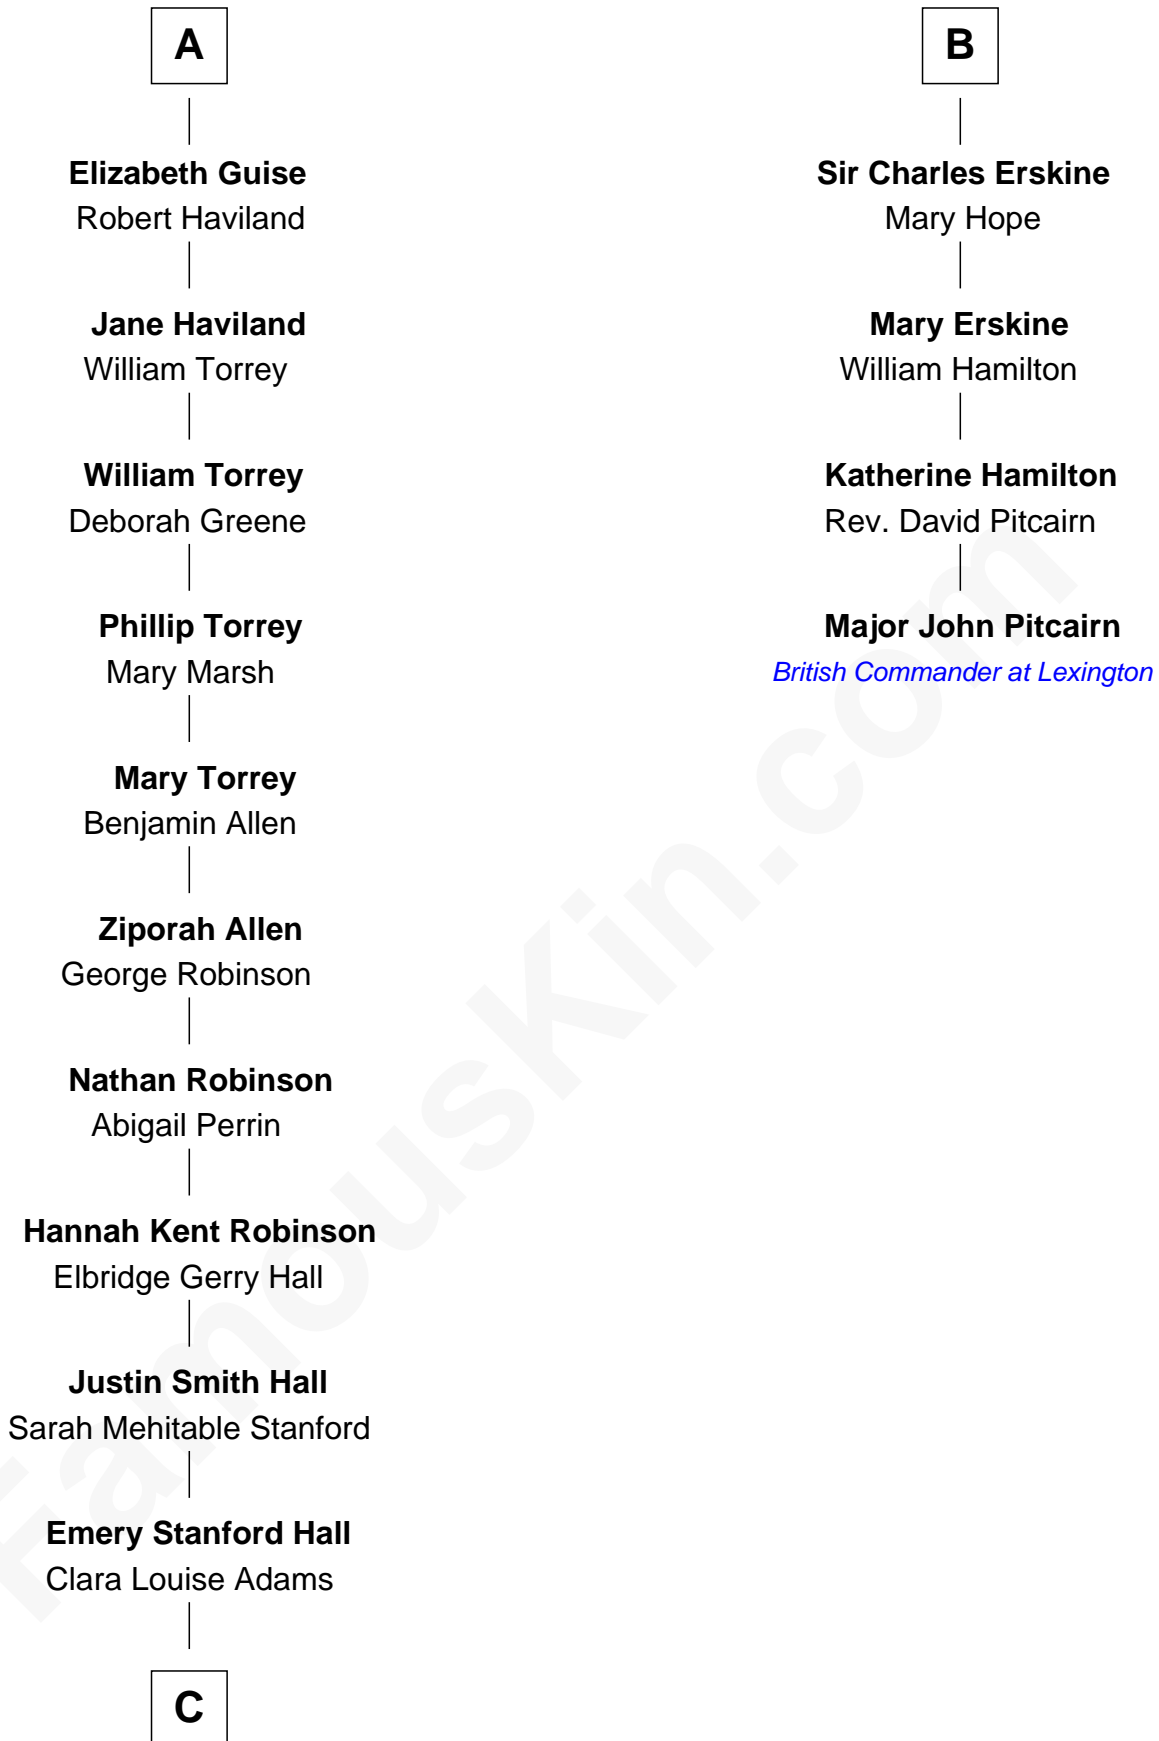 A
Elizabeth Guise
Robert Haviland
Jane Haviland
William Torrey
William Torrey
Deborah Greene
Phillip Torrey
Mary Marsh
Mary Torrey
Benjamin Allen
Ziporah Allen
George Robinson
Nathan Robinson
Abigail Perrin
Hannah Kent Robinson
Elbridge Gerry Hall
Justin Smith Hall
Sarah Mehitable Stanford
Emery Stanford Hall
Clara Louise Adams
C
B
Sir Charles Erskine
Mary Hope
Mary Erskine
William Hamilton
Katherine Hamilton
Rev. David Pitcairn
Major John Pitcairn
British Commander at Lexington
FamousKin.com